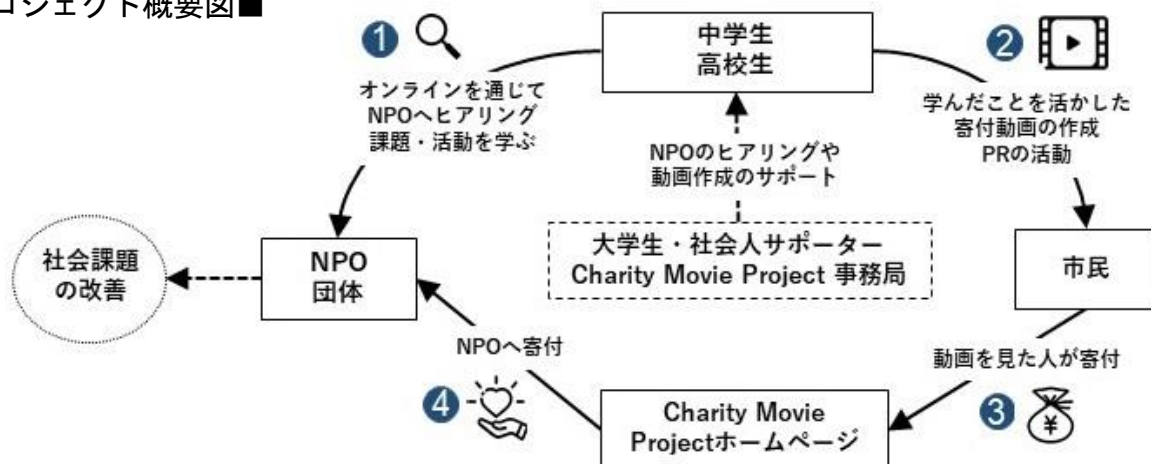 ロジェクト概要図■
1
オンラインを通じて
NPOへヒアリング
課題・活動を学ぶ
中学生
高校生
2
学んだことを活かした
寄付動画の作成
PRの活動
NPOのヒアリングや
動画作成のサポート
大学生・社会人サポーター
Charity Movie Project 事務局
社会課題
の改善
NPO
団体
市民
NPOへ寄付
4
動画を見た人が寄付
3
¥
Charity Movie
Projectホームページ